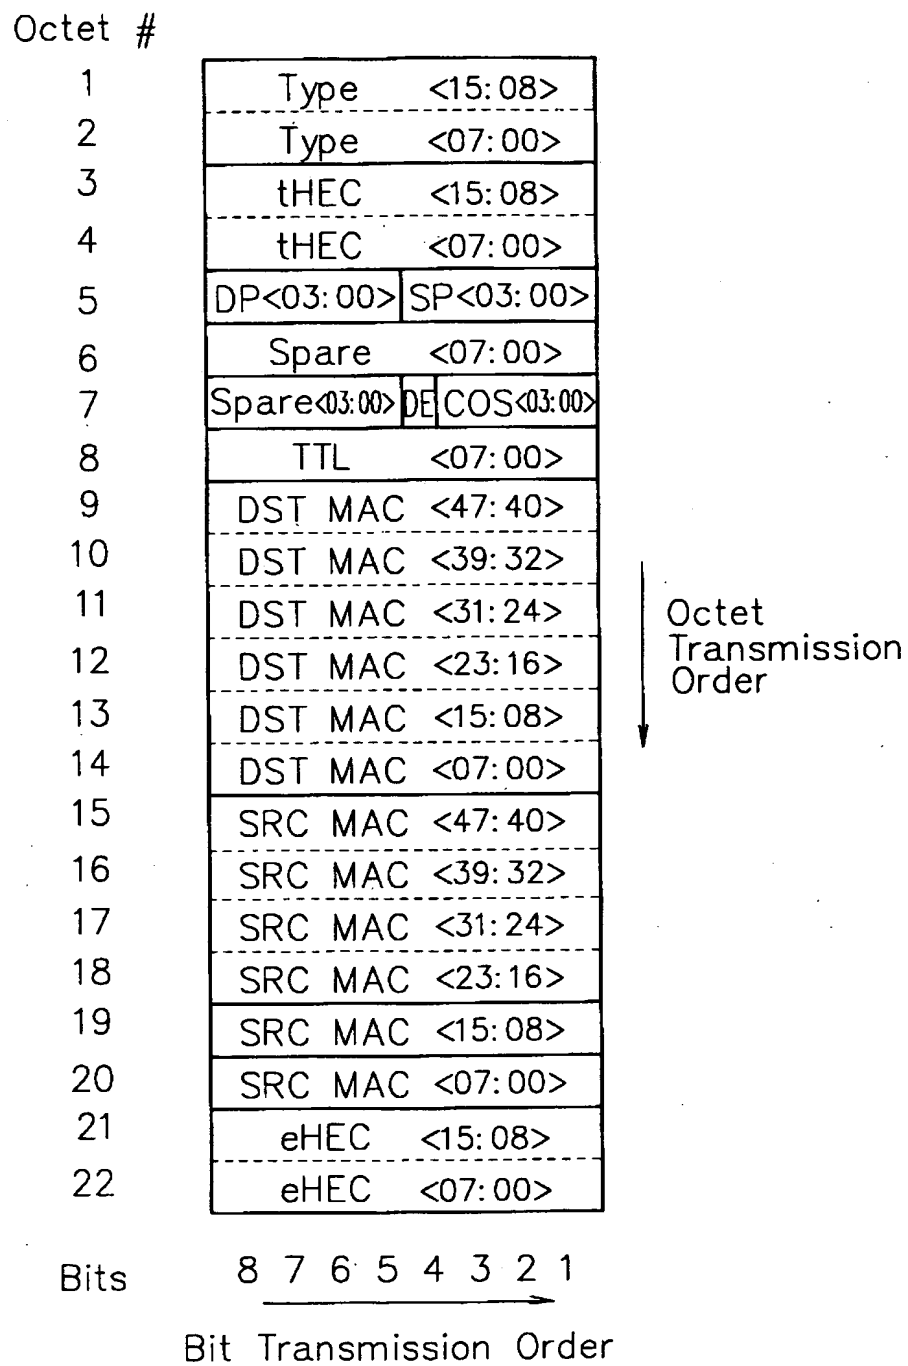 Octet #
1 Type <15:08>
2 Type <07:00>
3 tHEC <15:08>
4 tHEC <07:00>
5 DP<03:00> SP<03:00>
6 Spare <07:00>
7 Spare<03:00> DE COS<03:00>
8 TTL <07:00>
9 DST MAC <47:40>
10 DST MAC <39:32>
11 DST MAC <31:24>
12 DST MAC <23:16>
13 DST MAC <15:08>
14 DST MAC <07:00>
15 SRC MAC <47:40>
16 SRC MAC <39:32>
17 SRC MAC <31:24>
18 SRC MAC <23:16>
19 SRC MAC <15:08>
20 SRC MAC <07:00>
21 eHEC <15:08>
22 eHEC <07:00>
Octet
Transmission
Order
Bits 8 7 6 5 4 3 2 1
Bit Transmission Order